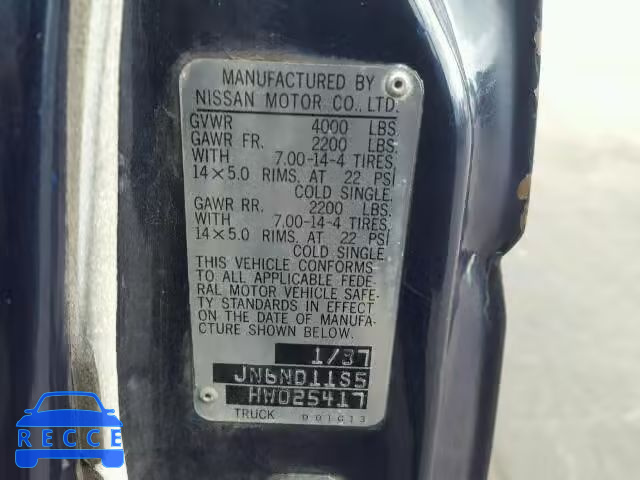 MANUFACTURED BY
NISSAN MOTOR CO., LTD.
GVWR 4000 LBS.
GAWR FR. 2200 LBS.
WITH 7.00-14-4 TIRES.
14×5.0 RIMS, AT 22 PSI
COLD SINGLE.
GAWR RR. 2200 LBS.
WITH 7.00-14-4 TIRES.
14×5.0 RIMS, AT 22 PSI
COLD SINGLE.
THIS VEHICLE CONFORMS
TO ALL APPLICABLE FED-
ERAL MOTOR VEHICLE SAFE-
TY STANDARDS IN EFFECT
ON THE DATE OF MANUFA-
CTURE SHOWN BELOW.
1/87
JN6ND11S5
HW025417
TRUCK
RECCE